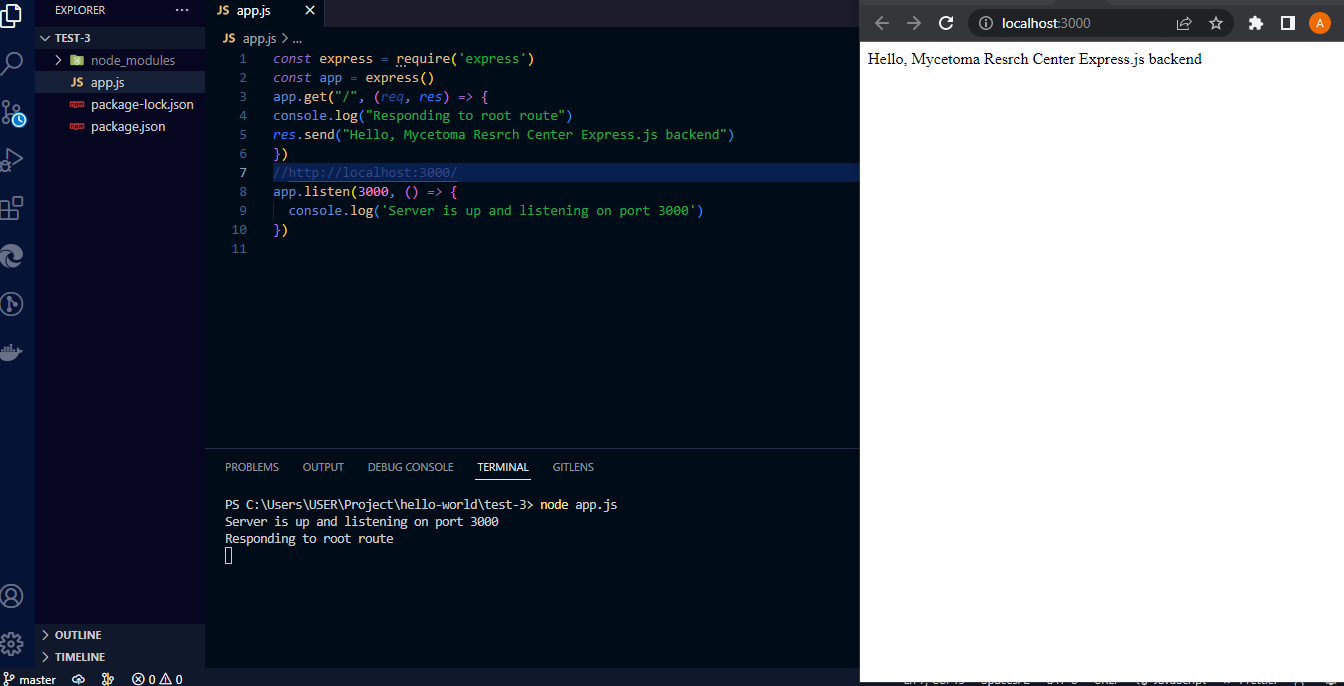 EXPLORER
TEST-3
node_modules
JS app.js
package-lock.json
package.json
OUTLINE
TIMELINE
JS app.js
JS app.js > ...
1 const express = require('express')
2 const app = express()
3 app.get("/", (req, res) => {
4 console.log("Responding to root route")
5 res.send("Hello, Mycetoma Resrch Center Express.js backend")
6 })
7 //http://localhost:3000/
8 app.listen(3000, () => {
9 console.log('Server is up and listening on port 3000')
10 })
11
PROBLEMS OUTPUT DEBUG CONSOLE TERMINAL GITLENS
PS C:\Users\USER\Project\hello-world\test-3> node app.js
Server is up and listening on port 3000
Responding to root route
localhost:3000
A
Hello, Mycetoma Resrch Center Express.js backend
master 0 0